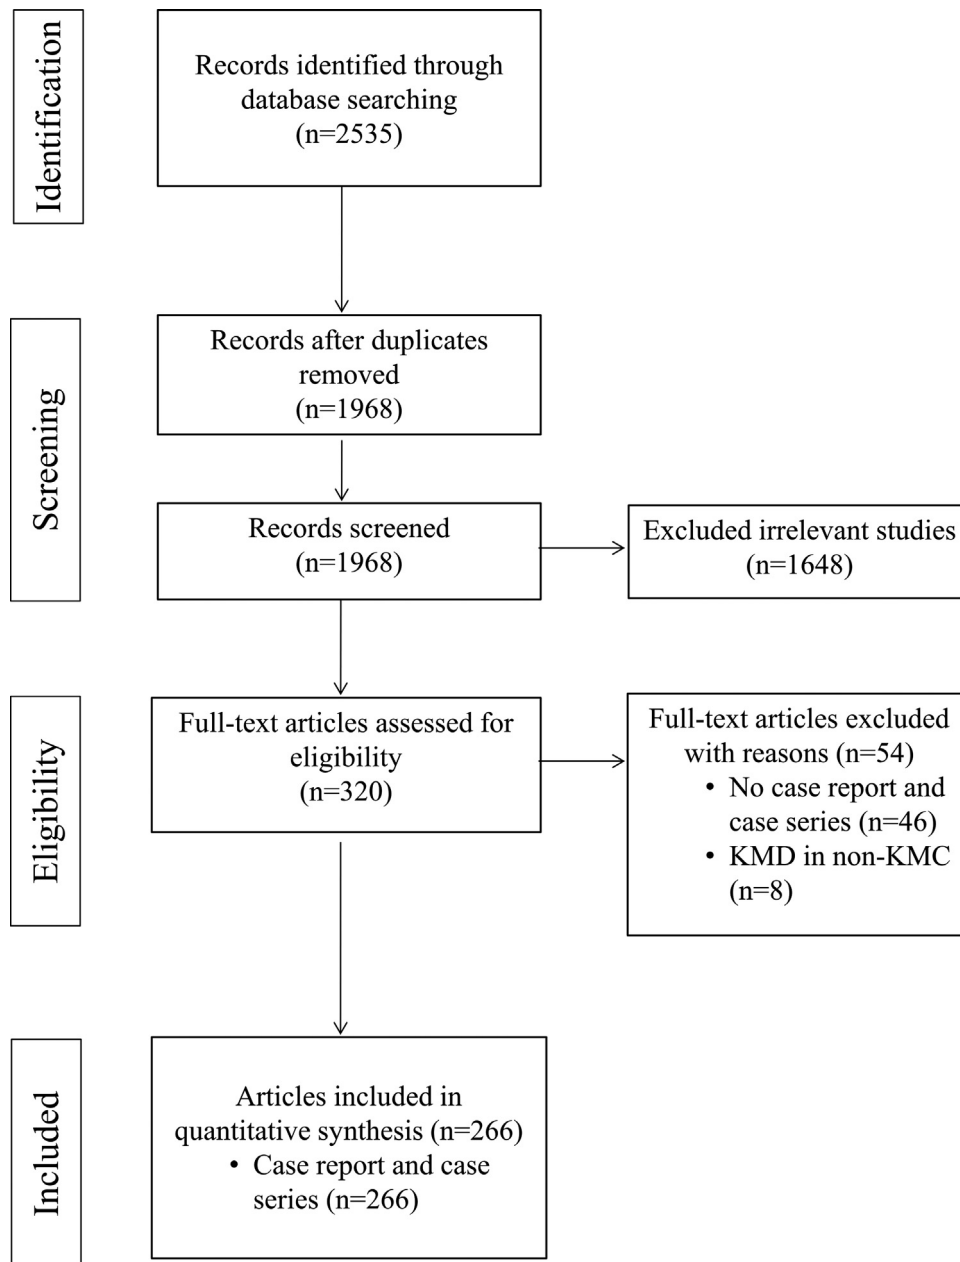 Identification
Records identified through
database searching
(n=2535)
Screening
Records after duplicates
removed
(n=1968)
Records screened
(n=1968)
Excluded irrelevant studies
(n=1648)
Eligibility
Full-text articles assessed for
eligibility
(n=320)
Full-text articles excluded
with reasons (n=54)
• No case report and
case series (n=46)
• KMD in non-KMC
(n=8)
Included
Articles included in
quantitative synthesis (n=266)
• Case report and case
series (n=266)